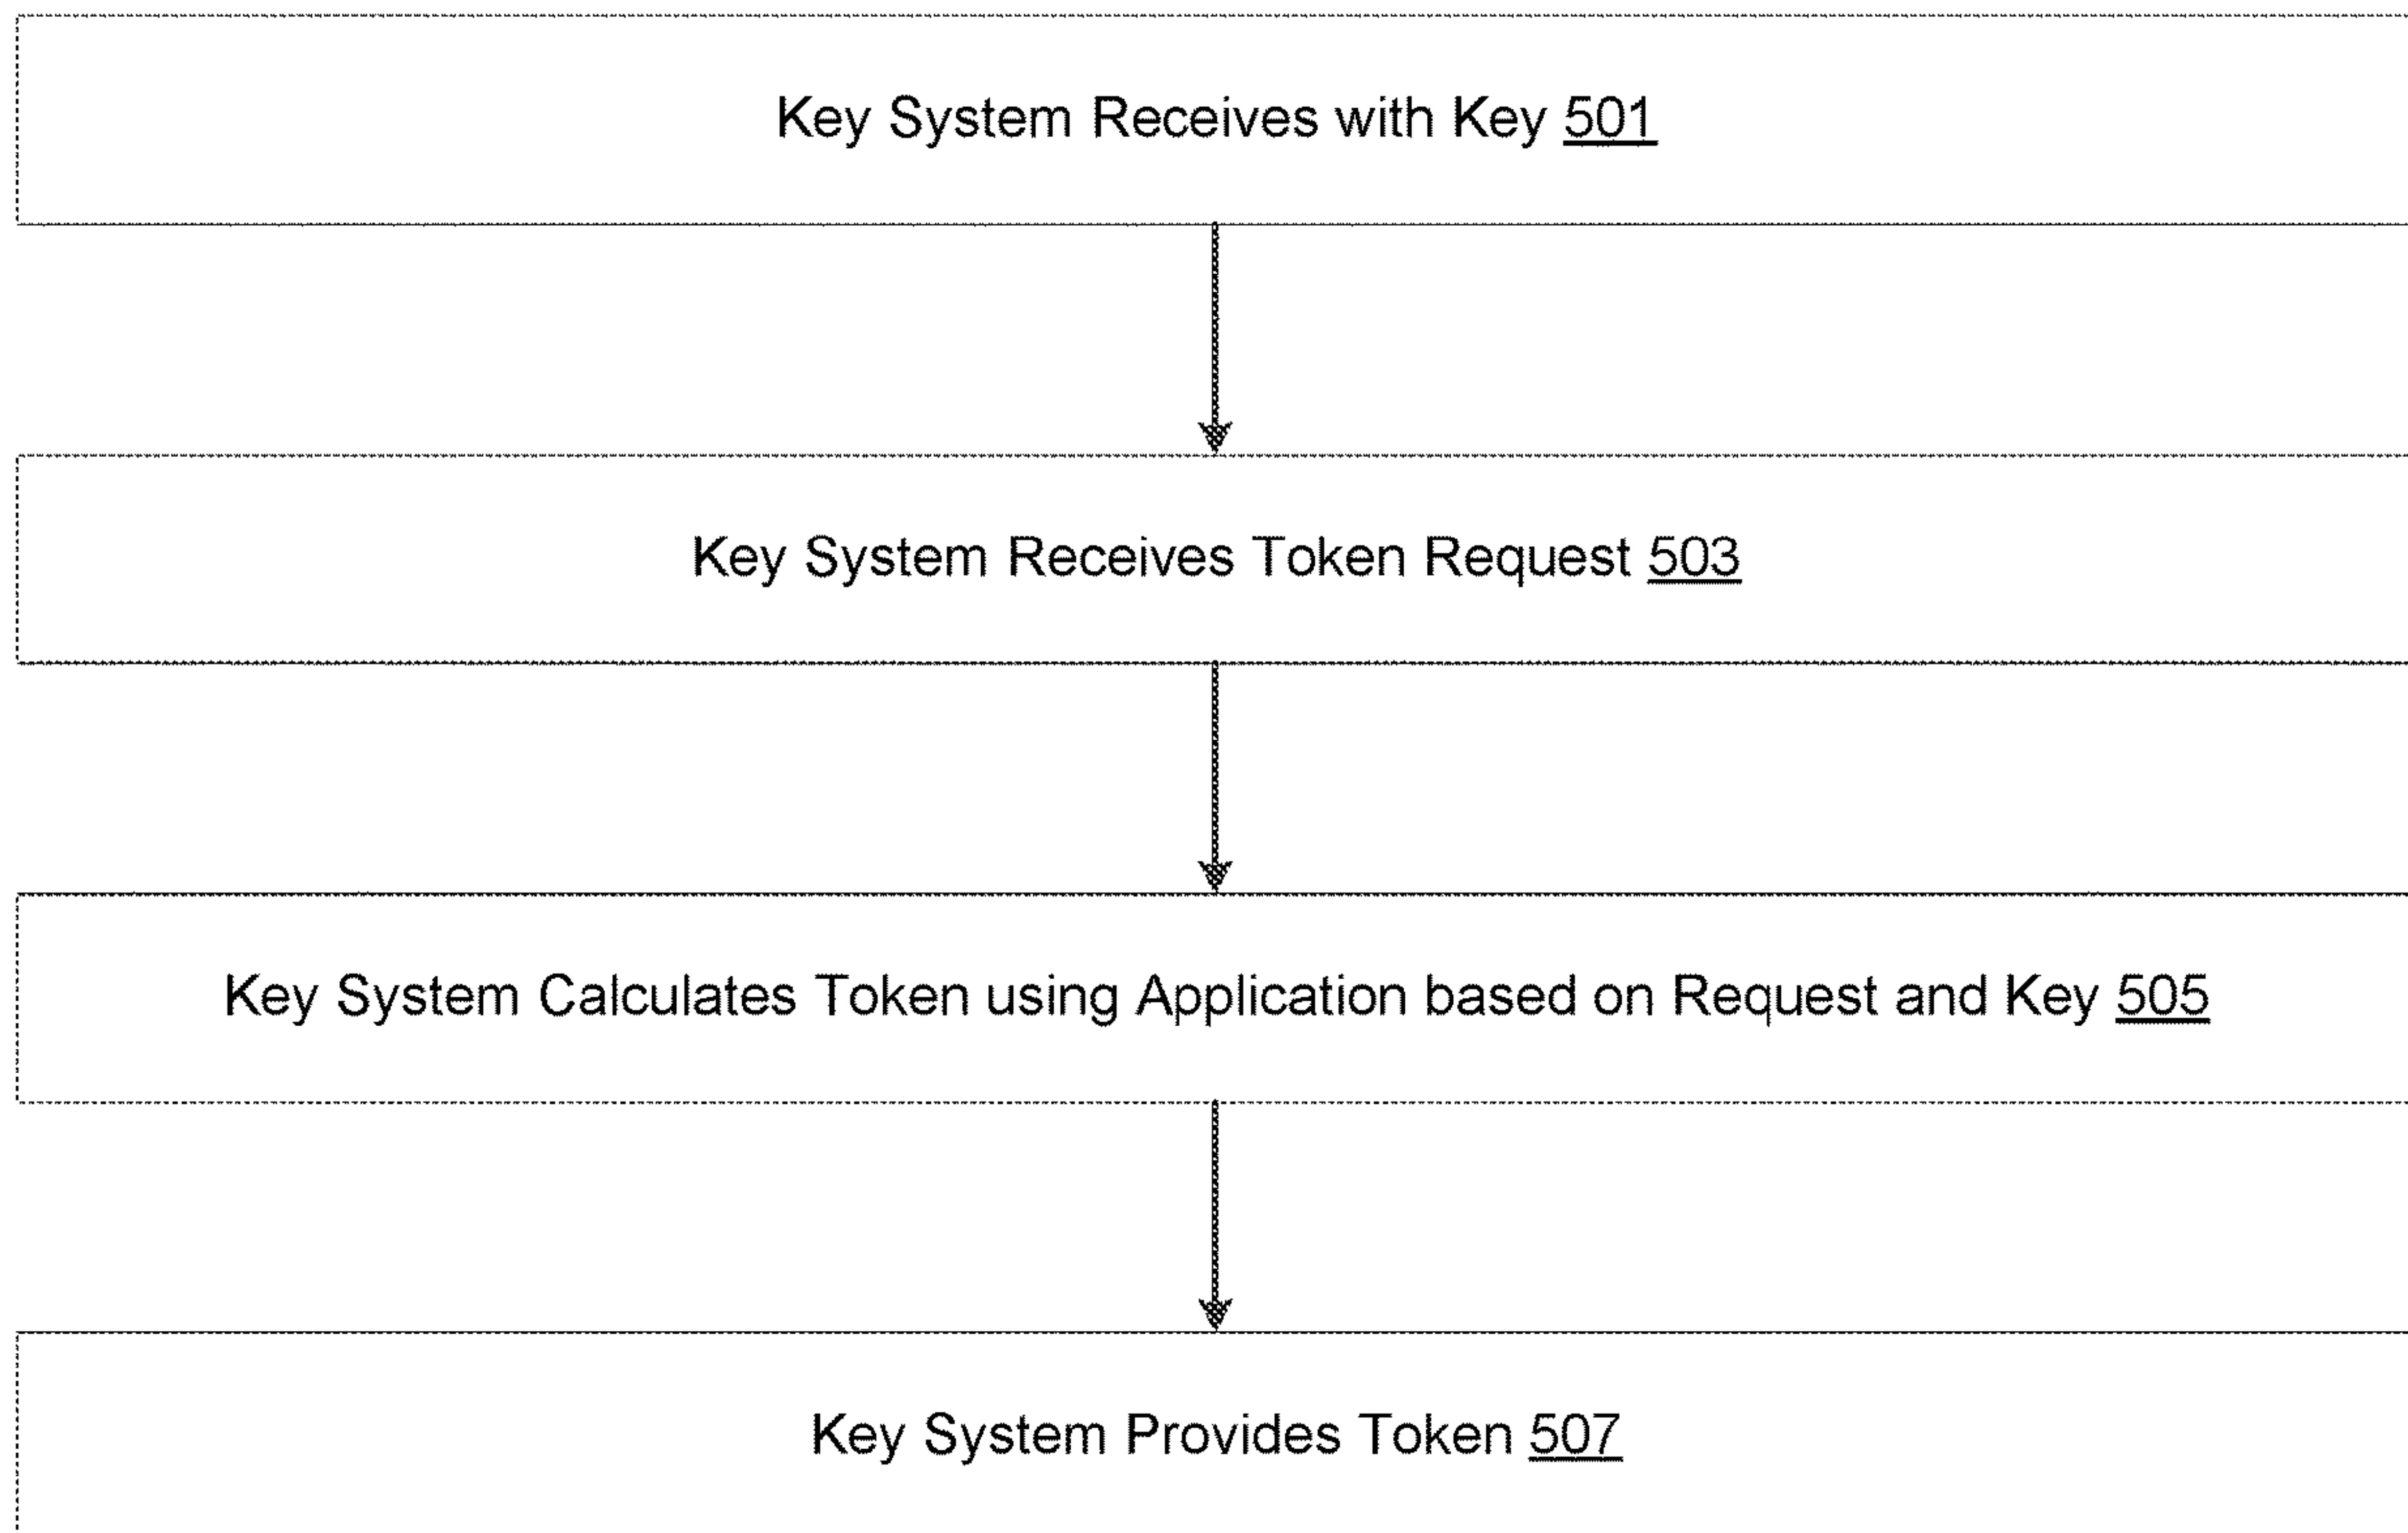 Key System Receives with Key 501
Key System Receives Token Request 503
Key System Calculates Token using Application based on Request and Key 505
Key System Provides Token 507